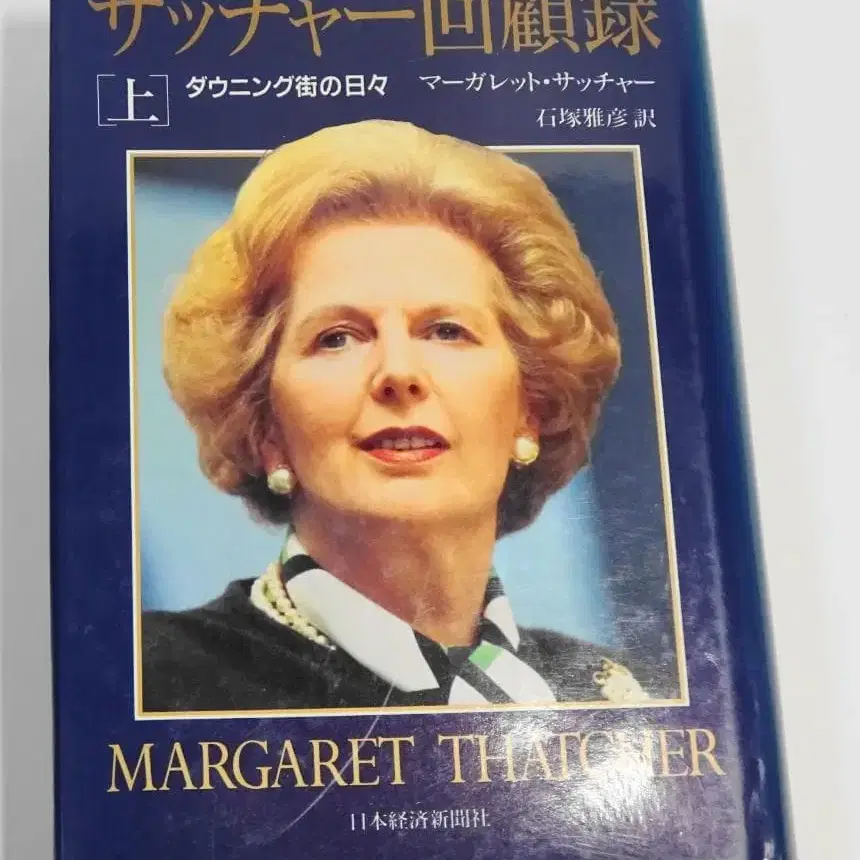 サッチャー回顧録
[上] ダウニング街の日々 マーガレット・サッチャー
石塚雅彦 訳
MARGARET THATCHER
日本経済新聞社